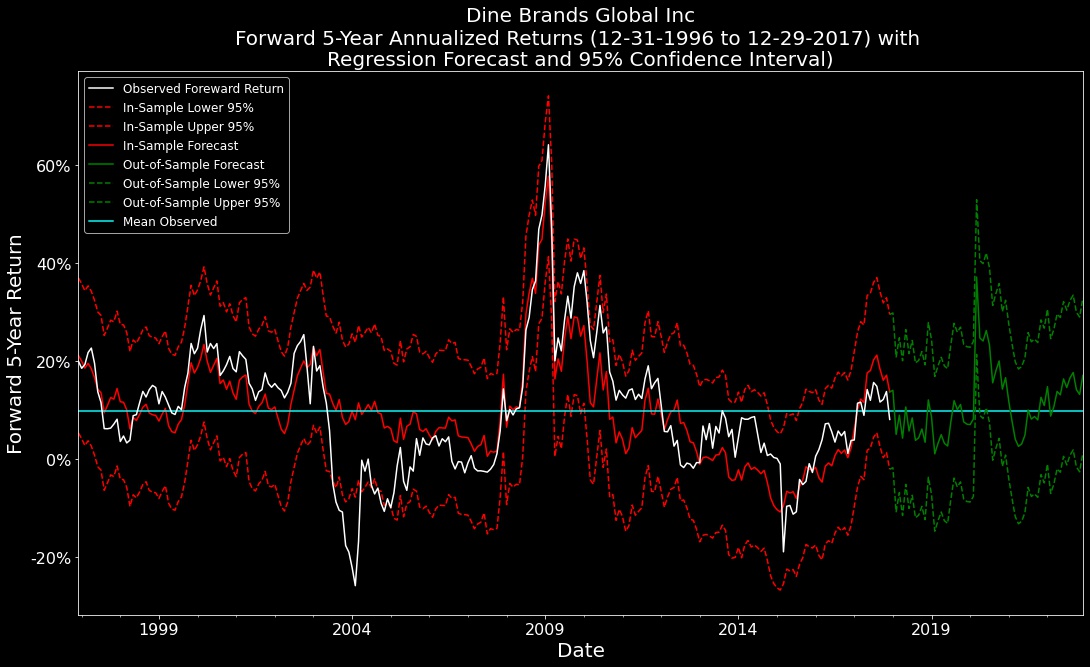 Dine Brands Global Inc
Forward 5-Year Annualized Returns (12-31-1996 to 12-29-2017) with
Regression Forecast and 95% Confidence Interval)
Observed Foreward Return
In-Sample Lower 95%
In-Sample Upper 95%
In-Sample Forecast
Out-of-Sample Forecast
Out-of-Sample Lower 95%
Out-of-Sample Upper 95%
Mean Observed
Forward 5-Year Return
60%
40%
20%
0%
-20%
1999
2004
2009
2014
2019
Date